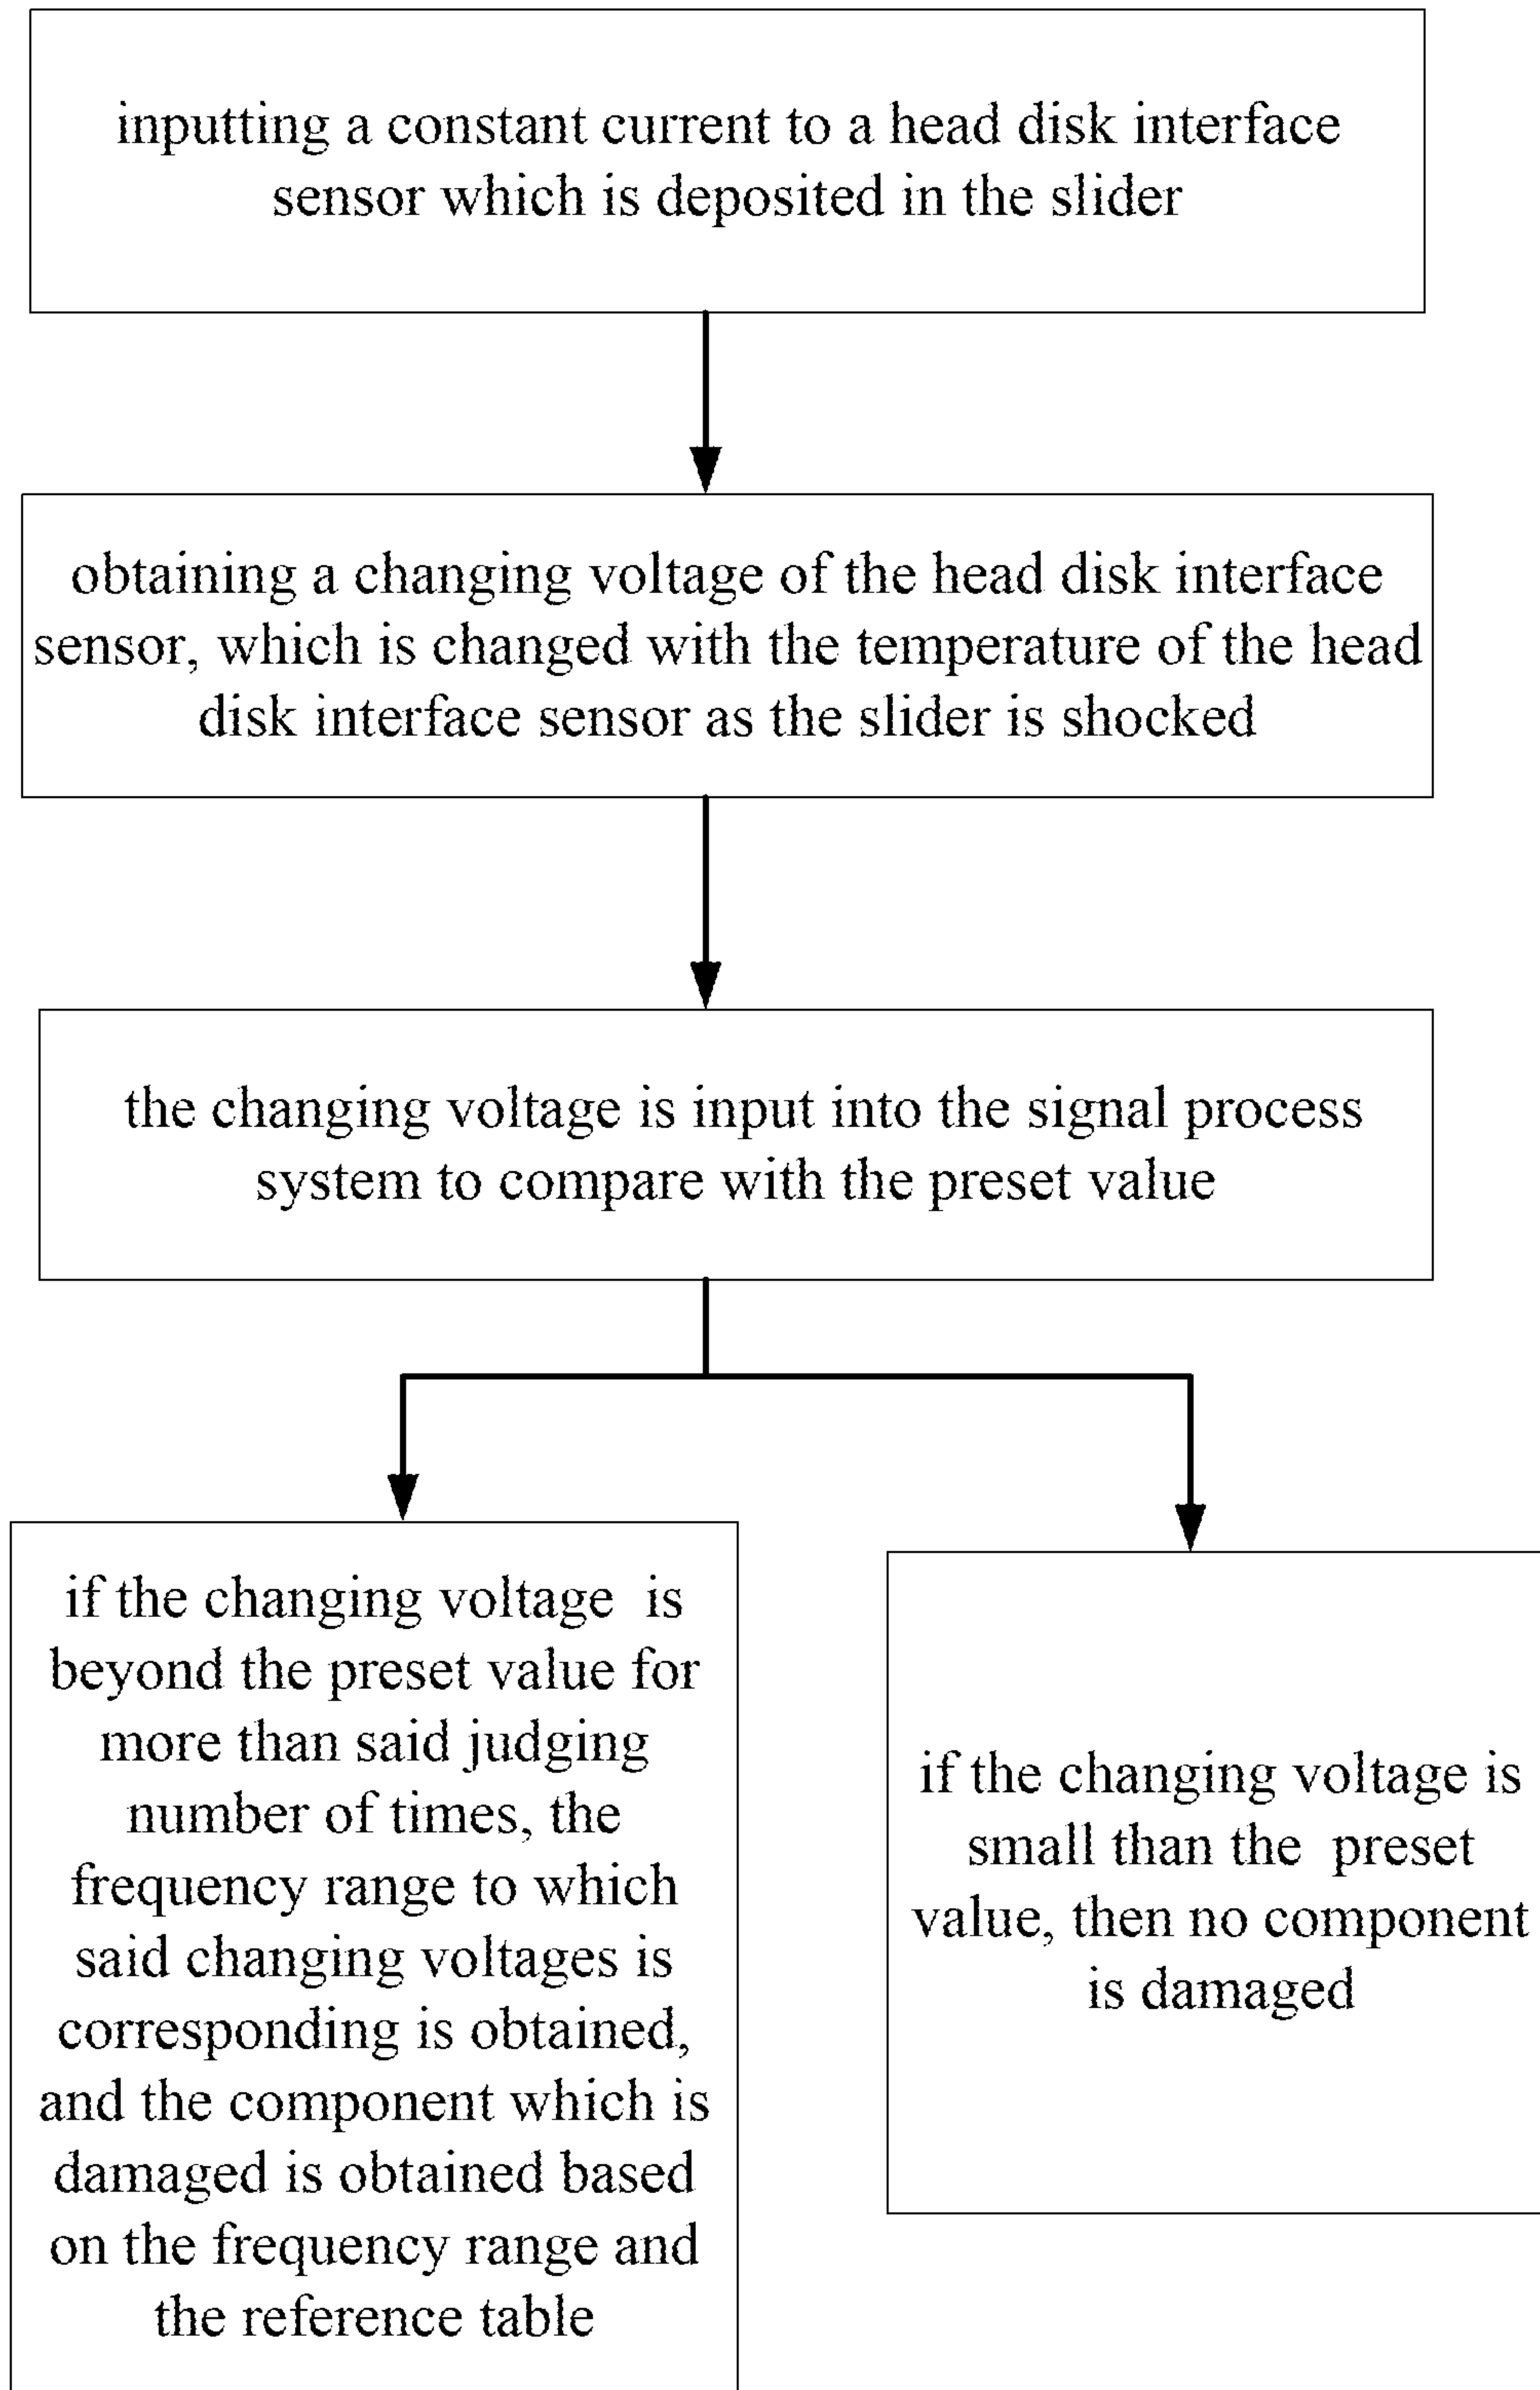 inputting a constant current to a head disk interface
sensor which is deposited in the slider
obtaining a changing voltage of the head disk interface
sensor, which is changed with the temperature of the head
disk interface sensor as the slider is shocked
the changing voltage is input into the signal process
system to compare with the preset value
if the changing voltage is
beyond the preset value for
more than said judging
number of times, the
frequency range to which
said changing voltages is
corresponding is obtained,
and the component which is
damaged is obtained based
on the frequency range and
the reference table
if the changing voltage is
small than the preset
value, then no component
is damaged